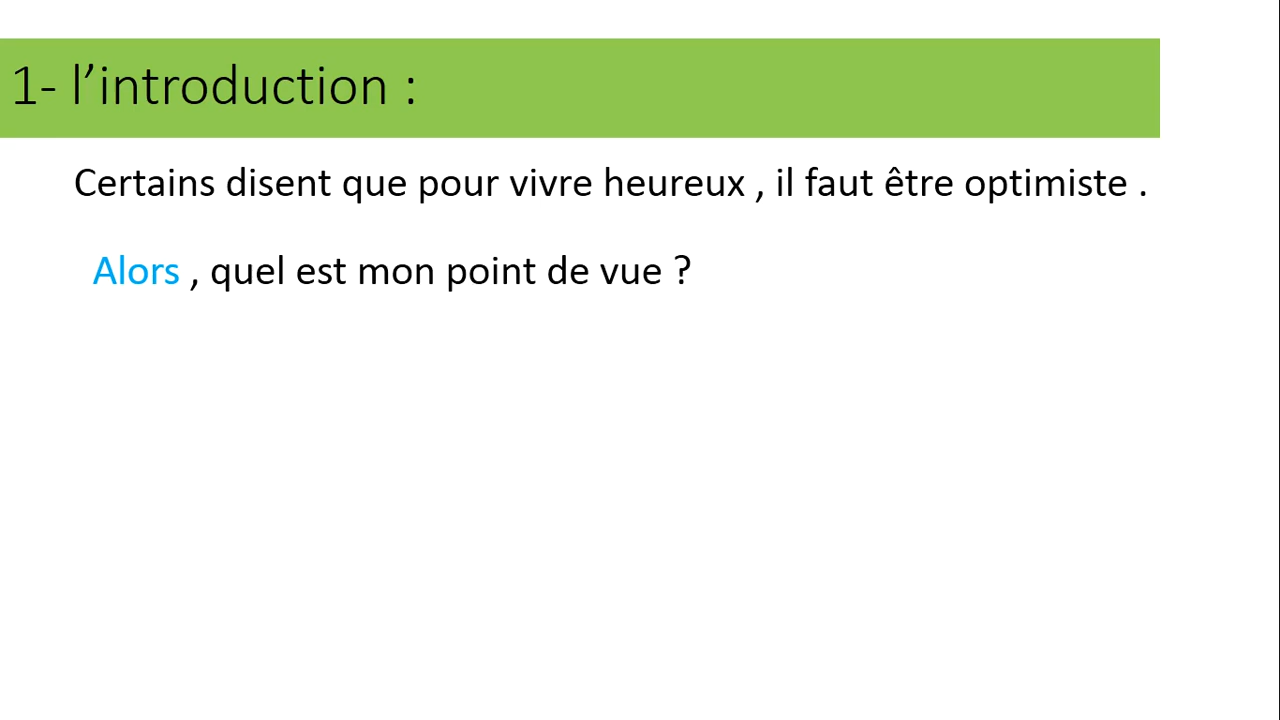 1- l’introduction :
Certains disent que pour vivre heureux , il faut être optimiste .
Alors , quel est mon point de vue ?